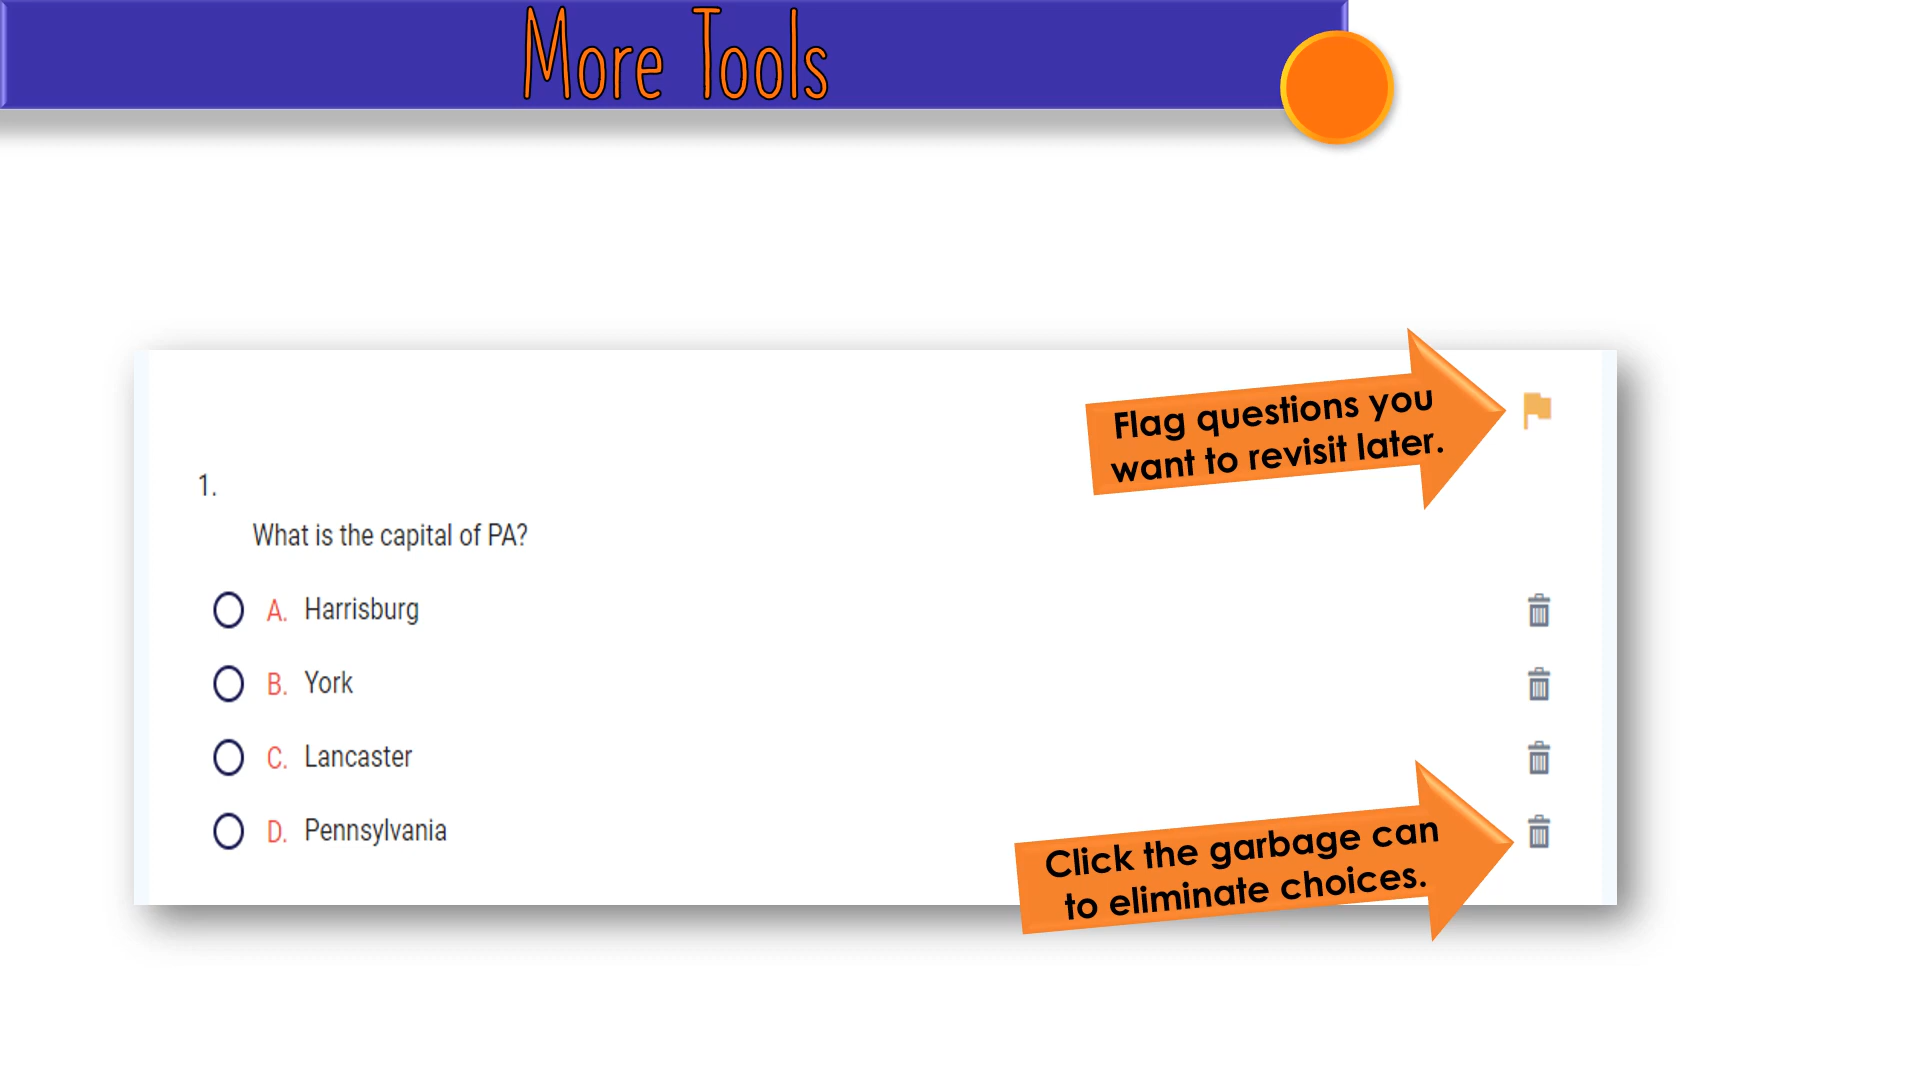 More Tools
Flag questions you
want to revisit later.
1.
What is the capital of PA?
A. Harrisburg
B. York
C. Lancaster
D. Pennsylvania
Click the garbage can
to eliminate choices.